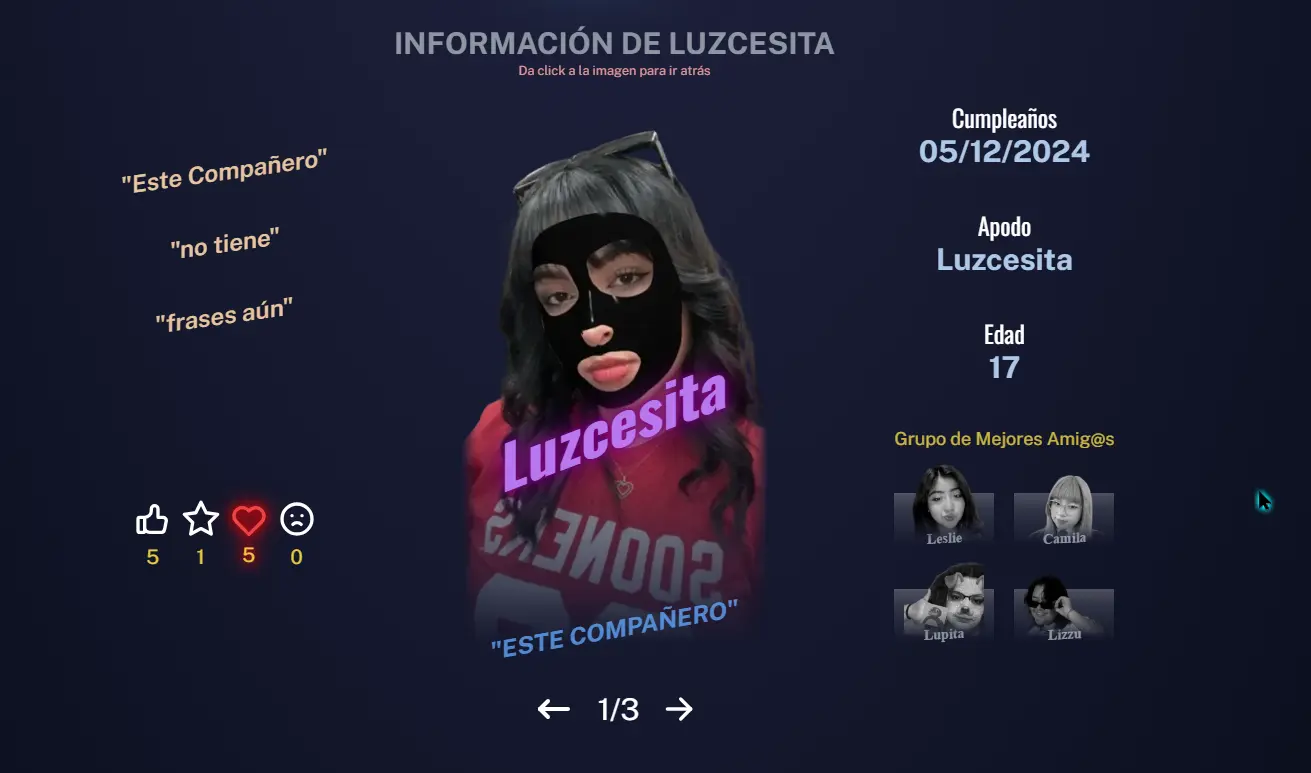 INFORMACIÓN DE LUZCESITA
Da click a la imagen para ir atrás
"Este Compañero"
"no tiene"
"frases aún"
5 1 5 0
Luzcesita
SOONERS
"ESTE COMPAÑERO"
1/3
Cumpleaños
05/12/2024
Apodo
Luzcesita
Edad
17
Grupo de Mejores Amig@s
Leslie
Camila
Lupita
Lizzu